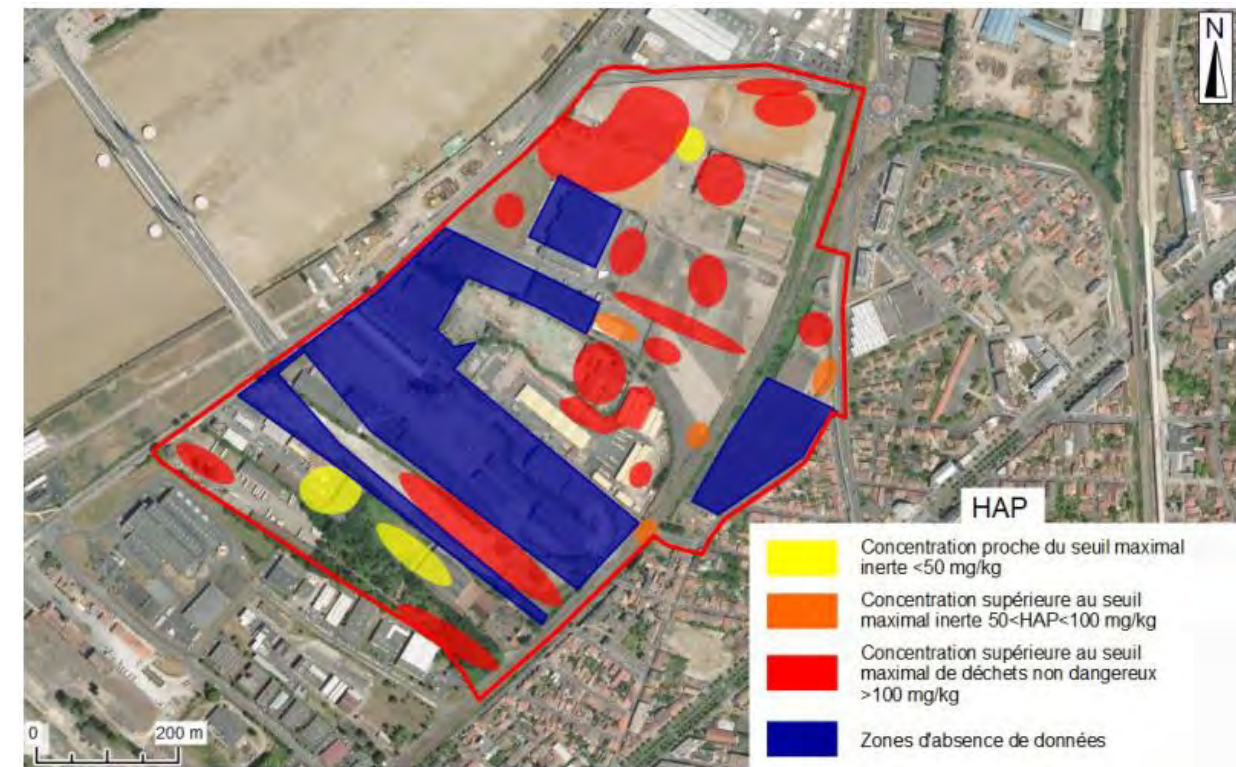 N
HAP
Concentration proche du seuil maximal
inerte <50 mg/kg
Concentration supérieure au seuil
maximal inerte 50<HAP<100 mg/kg
Concentration supérieure au seuil
maximal de déchets non dangereux
>100 mg/kg
Zones d'absence de données
0 200 m